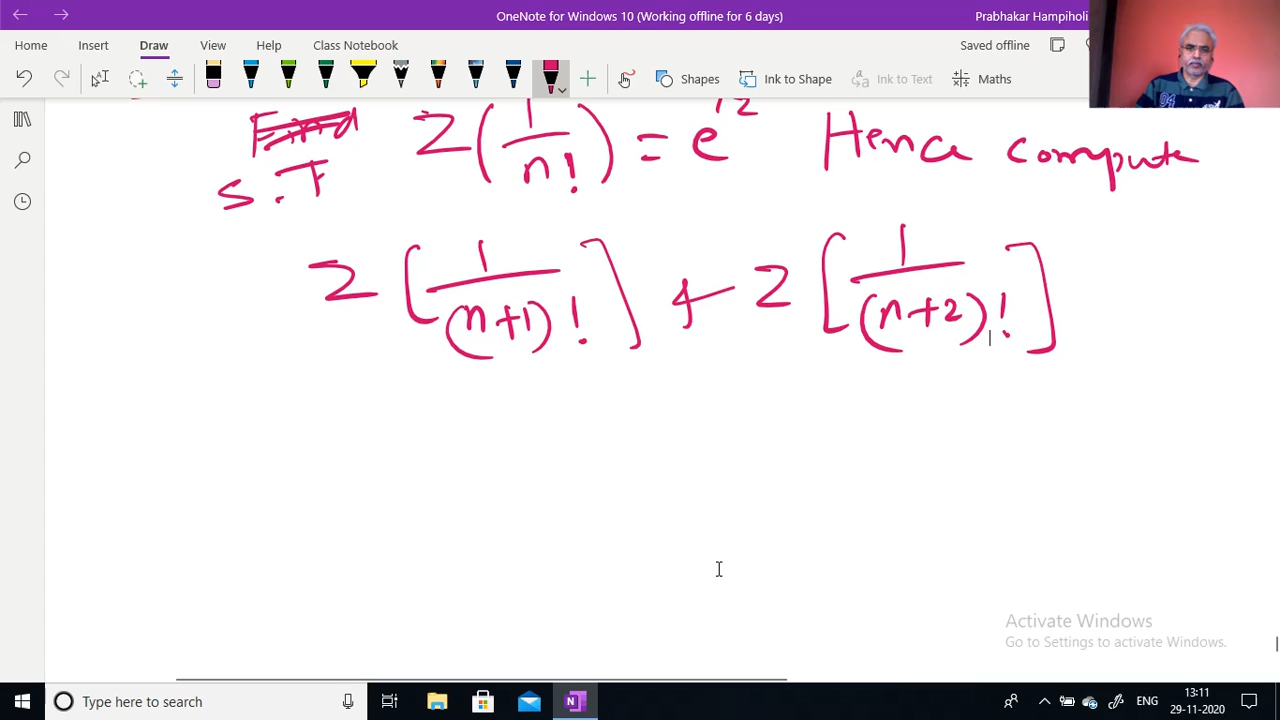 OneNote for Windows 10 (Working offline for 6 days)
Prabhakar Hampiholi
Home Insert Draw View Help Class Notebook
Saved offline
Shapes Ink to Shape Ink to Text Maths
Find Z(1/n!) = e^1/z Hence compute
S.T
Z[1/(n+1)!] + Z[1/(n+2)!]
Activate Windows
Go to Settings to activate Windows.
Type here to search
ENG
13:11
29-11-2020